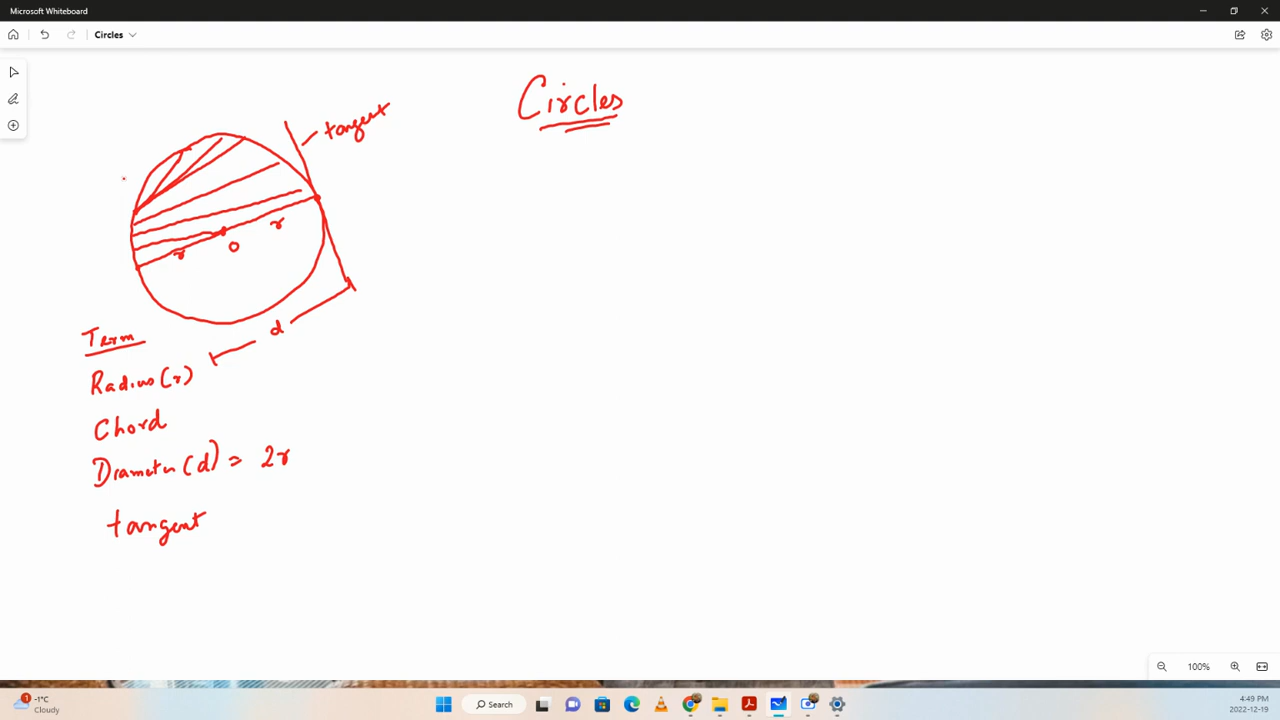 Microsoft Whiteboard
Circles
Circles
tangent
r
r
O
d
Term
Radius(r)
Chord
Diameter(d) = 2r
tangent
100%
1
-1°C
Cloudy
Search
4:49 PM
2022-12-19